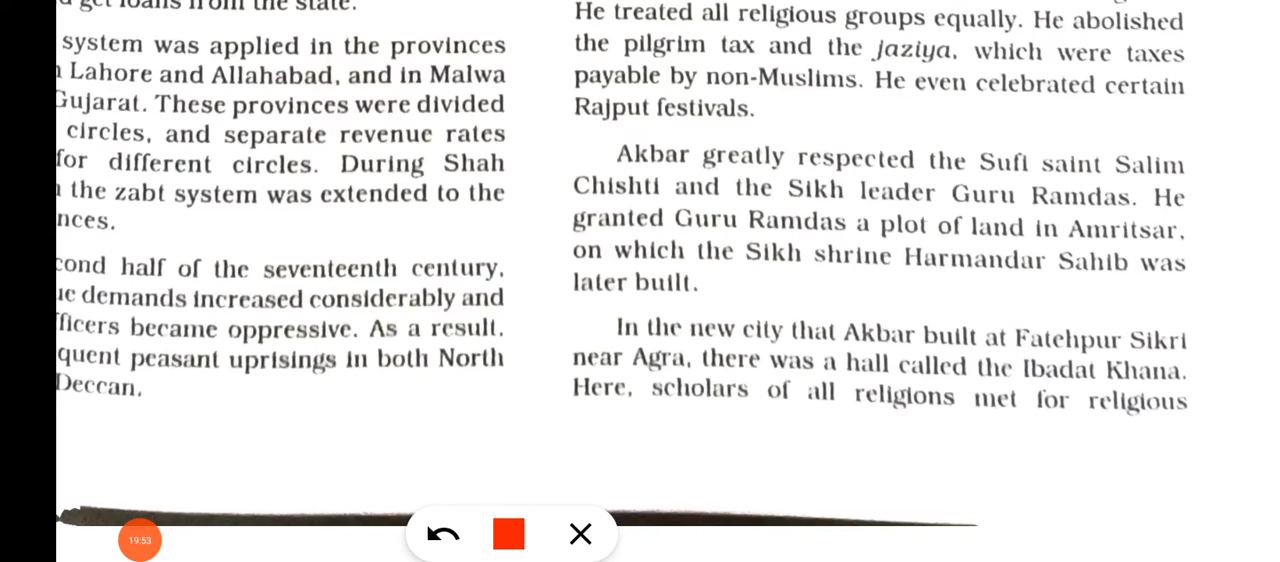 get loans from the state.
system was applied in the provinces
Lahore and Allahabad, and in Malwa
Gujarat. These provinces were divided
circles, and separate revenue rates
for different circles. During Shah
the zabt system was extended to the
nces.
cond half of the seventeenth century,
demands increased considerably and
fficers became oppressive. As a result,
quent peasant uprisings in both North
Deccan.
He treated all religious groups equally. He abolished
the pilgrim tax and the jaziya, which were taxes
payable by non-Muslims. He even celebrated certain
Rajput festivals.
Akbar greatly respected the Sufi saint Salim
Chishti and the Sikh leader Guru Ramdas. He
granted Guru Ramdas a plot of land in Amritsar,
on which the Sikh shrine Harmandar Sahib was
later built.
In the new city that Akbar built at Fatehpur Sikri
near Agra, there was a hall called the Ibadat Khana.
Here, scholars of all religions met for religious
19:53